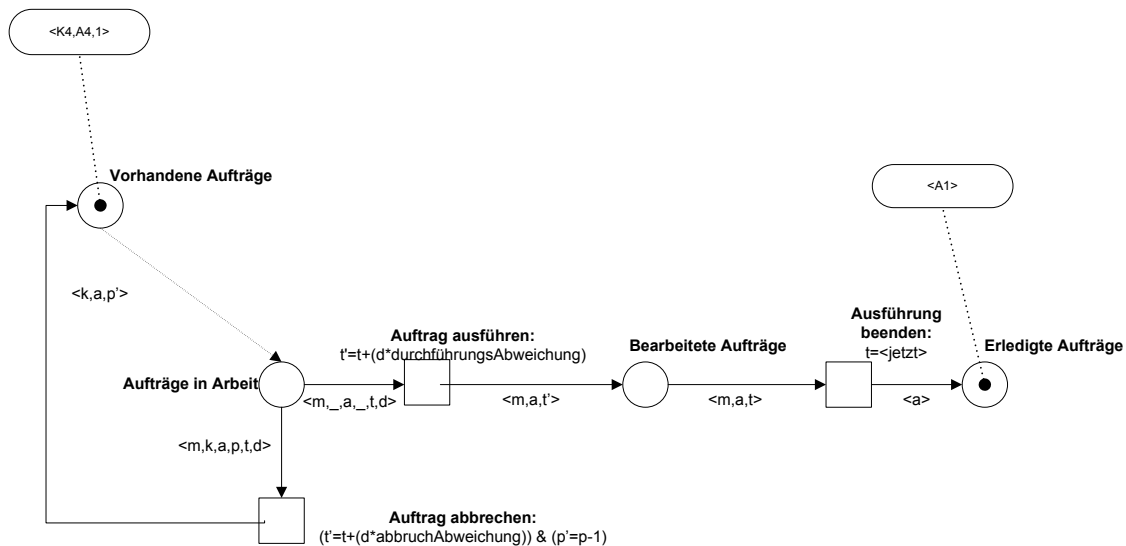 <K4,A4,1>
Vorhandene Aufträge
<A1>
<k,a,p’>
Auftrag ausführen:
t'=t+(d*durchführungsAbweichung)
Bearbeitete Aufträge
Ausführung
beenden:
t=<jetzt>
Erledigte Aufträge
Aufträge in Arbeit
<m,_,a,_,t,d>
<m,a,t’>
<m,a,t>
<a>
<m,k,a,p,t,d>
Auftrag abbrechen:
(t’=t+(d*abbruchAbweichung)) & (p’=p-1)